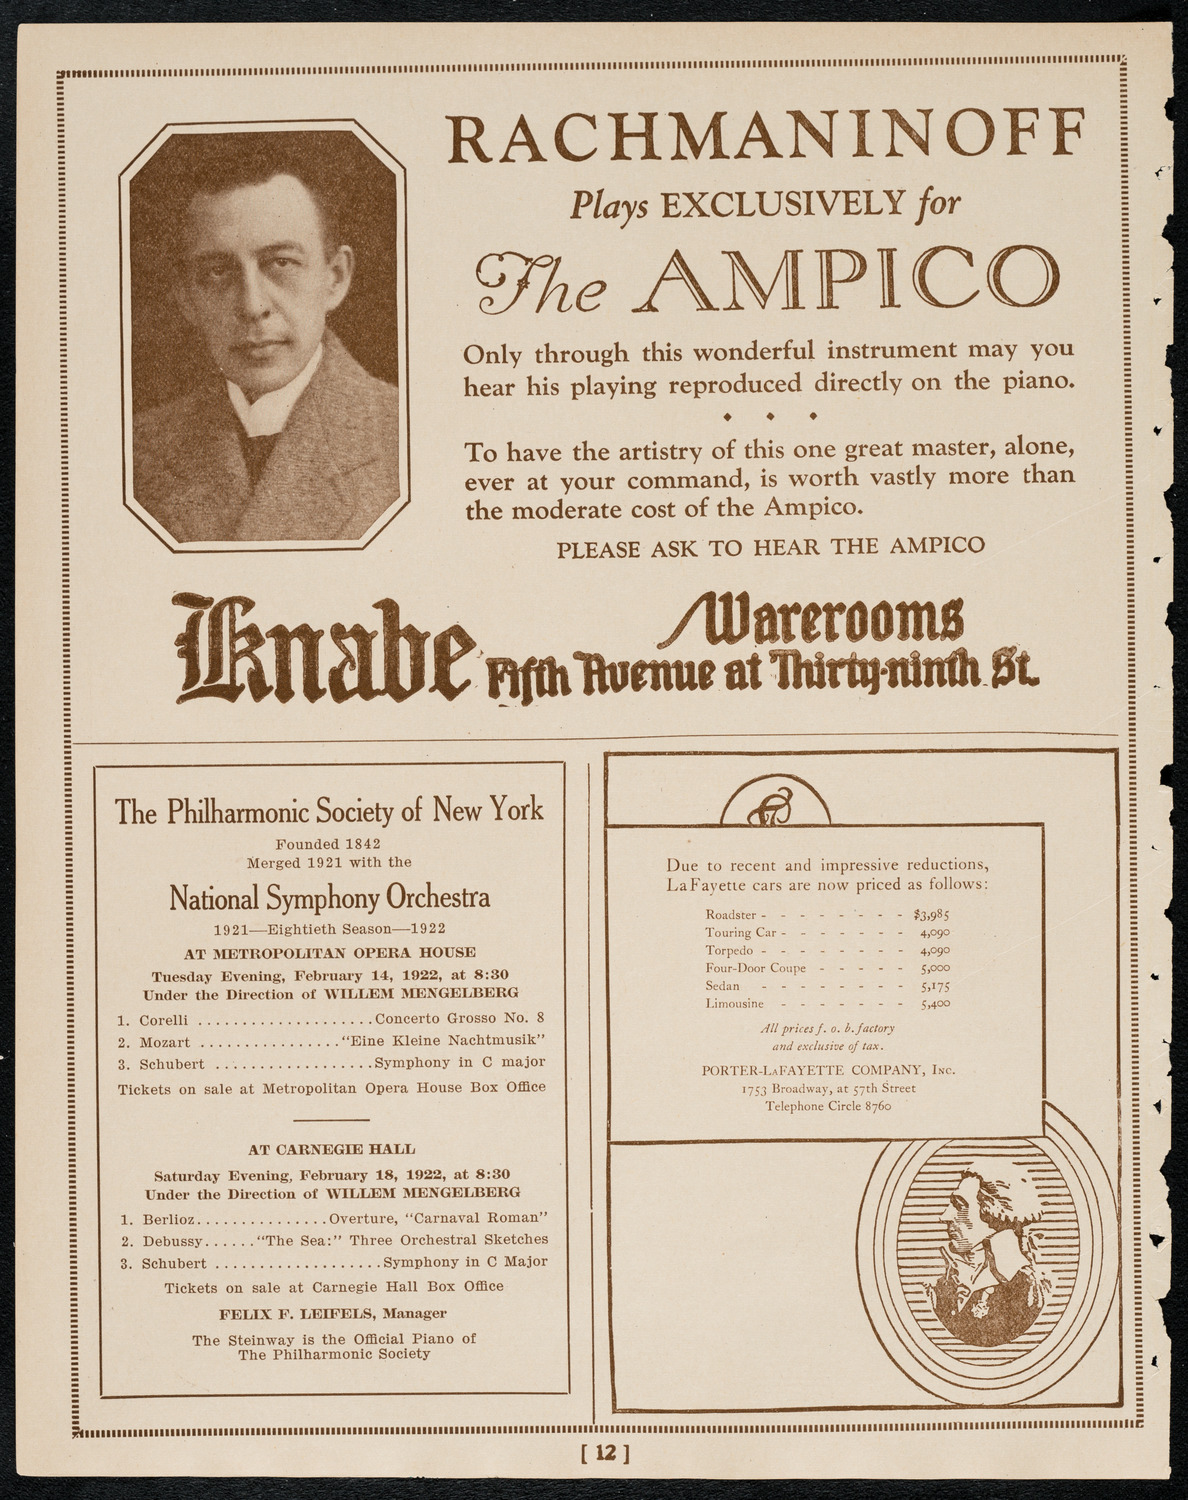 RACHMANINOFF
Plays EXCLUSIVELY for
The AMPICO
Only through this wonderful instrument may you
hear his playing reproduced directly on the piano.
To have the artistry of this one great master, alone,
ever at your command, is worth vastly more than
the moderate cost of the Ampico.
PLEASE ASK TO HEAR THE AMPICO
Knabe Warerooms
Fifth Avenue at Thirty-ninth St.
The Philharmonic Society of New York
Founded 1842
Merged 1921 with the
National Symphony Orchestra
1921—Eightieth Season—1922
AT METROPOLITAN OPERA HOUSE
Tuesday Evening, February 14, 1922, at 8:30
Under the Direction of WILLEM MENGELBERG
1. Corelli ....................Concerto Grosso No. 8
2. Mozart ................"Eine Kleine Nachtmusik"
3. Schubert ..................Symphony in C major
Tickets on sale at Metropolitan Opera House Box Office
AT CARNEGIE HALL
Saturday Evening, February 18, 1922, at 8:30
Under the Direction of WILLEM MENGELBERG
1. Berlioz...............Overture, "Carnaval Roman"
2. Debussy......"The Sea:" Three Orchestral Sketches
3. Schubert ...................Symphony in C Major
Tickets on sale at Carnegie Hall Box Office
FELIX F. LEIFELS, Manager
The Steinway is the Official Piano of
The Philharmonic Society
Due to recent and impressive reductions,
LaFayette cars are now priced as follows:
Roadster - - - - - - - - $3,985
Touring Car - - - - - - - 4,090
Torpedo - - - - - - - - 4,090
Four-Door Coupe - - - - - 5,000
Sedan - - - - - - - - 5,175
Limousine - - - - - - - 5,400
All prices f. o. b. factory
and exclusive of tax.
PORTER-LAFAYETTE COMPANY, INC.
1753 Broadway, at 57th Street
Telephone Circle 8760
[ 12 ]